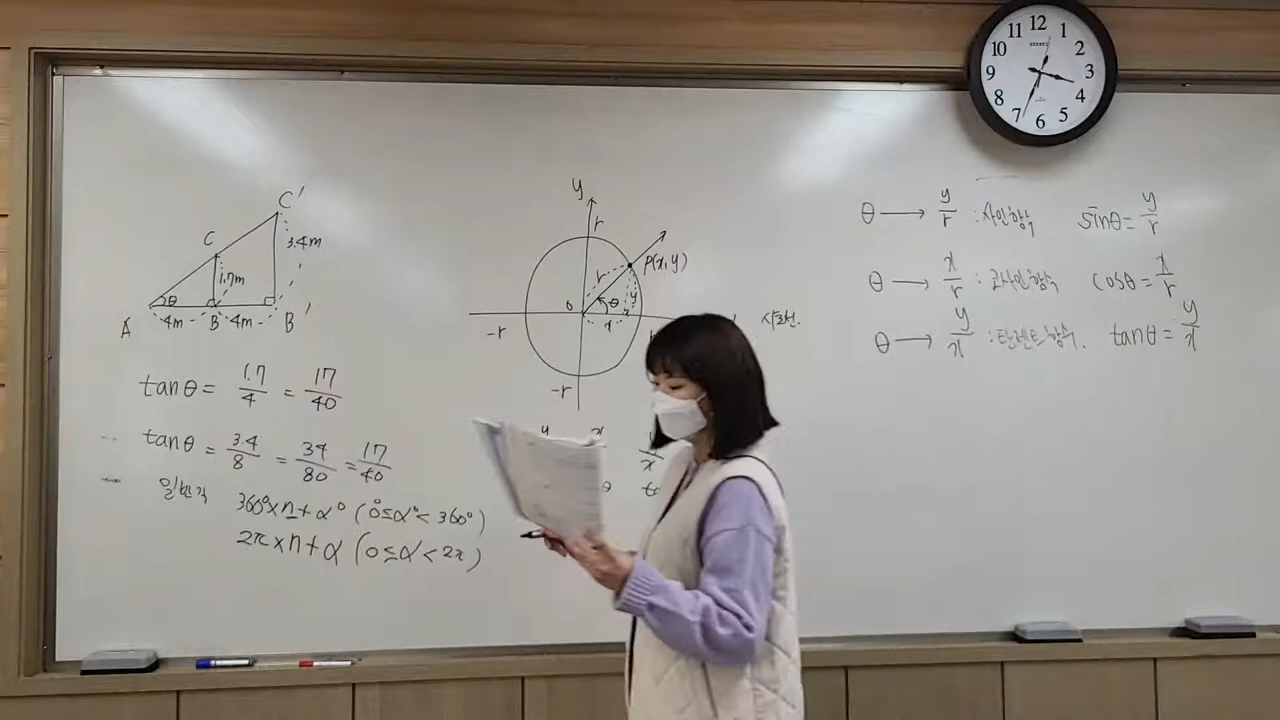 12
11 1
10 2
9 3
8 4
7 6 5
C'
C
3.4m
1.7m
θ
A 4m B 4m B'
tanθ = 1.7/4 = 17/40
tanθ = 3.4/8 = 34/80 = 17/40
일반각 360°×n+α° (0°≤α°<360°)
2π×n+α (0≤α<2π)
y
r
P(x,y)
r
y
0 θ
x
-r
시초선.
-r
y x
x
θ
θ → y/r : 사인함수 sinθ = y/r
θ → x/r : 코사인함수 cosθ = x/r
θ → y/x : 탄젠트함수. tanθ = y/x